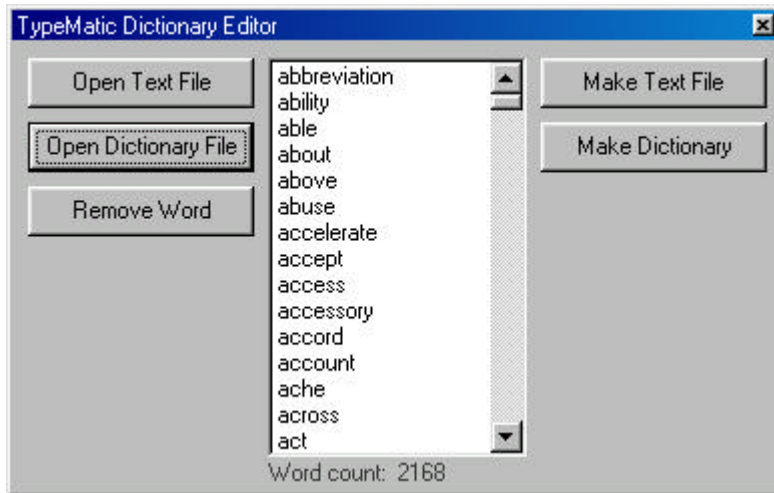 TypeMatic Dictionary Editor
Open Text File
Open Dictionary File
Remove Word
abbreviation
ability
able
about
above
abuse
accelerate
accept
access
accessory
accord
account
ache
across
act
Word count: 2168
Make Text File
Make Dictionary